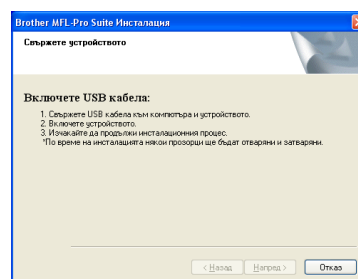 Brother MFL-Pro Suite Инсталация
Свържете устройството
Включете USB кабела:
1. Свържете USB кабела към компютъра и устройството.
2. Включете устройството.
3. Изчакайте да продължи инсталационния процес.
*По време на инсталацията някои прозорци ще бъдат отваряни и затваряни.
< Назад Напред > Отказ